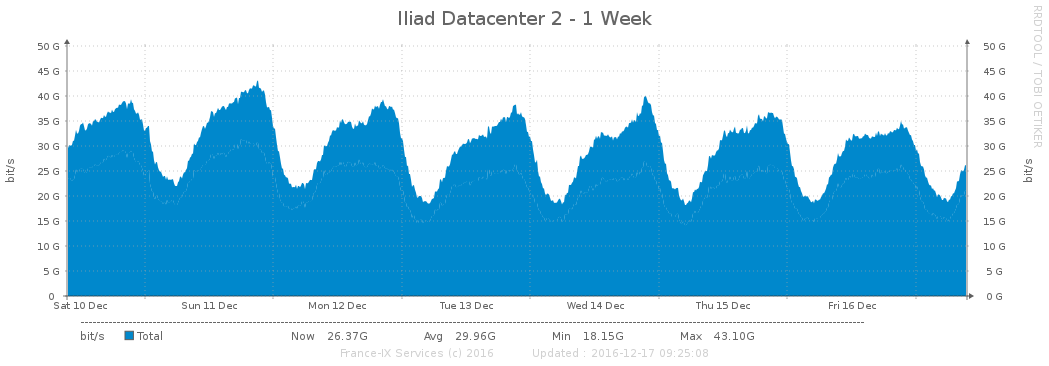 Iliad Datacenter 2 - 1 Week
RRDTOOL / TOBI OETIKER
50 G 50 G
45 G 45 G
40 G 40 G
35 G 35 G
30 G 30 G
25 G 25 G
20 G 20 G
15 G 15 G
10 G 10 G
5 G 5 G
0 0 G
bit/s bit/s
Sat 10 Dec Sun 11 Dec Mon 12 Dec Tue 13 Dec Wed 14 Dec Thu 15 Dec Fri 16 Dec
bit/s Total Now 26.37G Avg 29.96G Min 18.15G Max 43.10G
France-IX Services (c) 2016 Updated : 2016-12-17 09:25:08